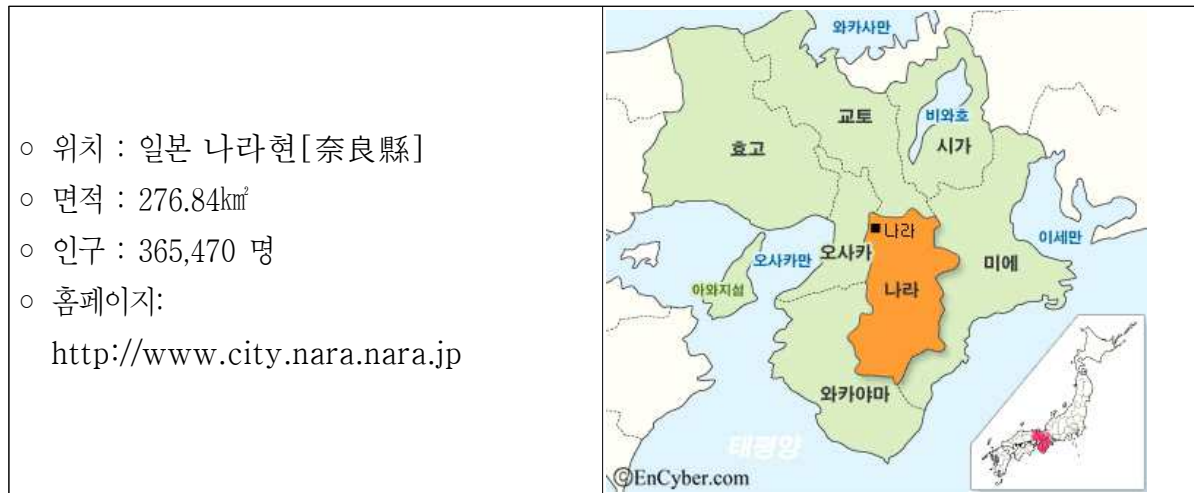 ○ 위치 : 일본 나라현[奈良縣]
○ 면적 : 276.84㎢
○ 인구 : 365,470 명
○ 홈페이지:
http://www.city.nara.nara.jp
와카사만
교토
비와호
효고
시가
나라
이세만
오사카만
오사카
미에
아와지섬
나라
와카야마
태평양
©EnCyber.com